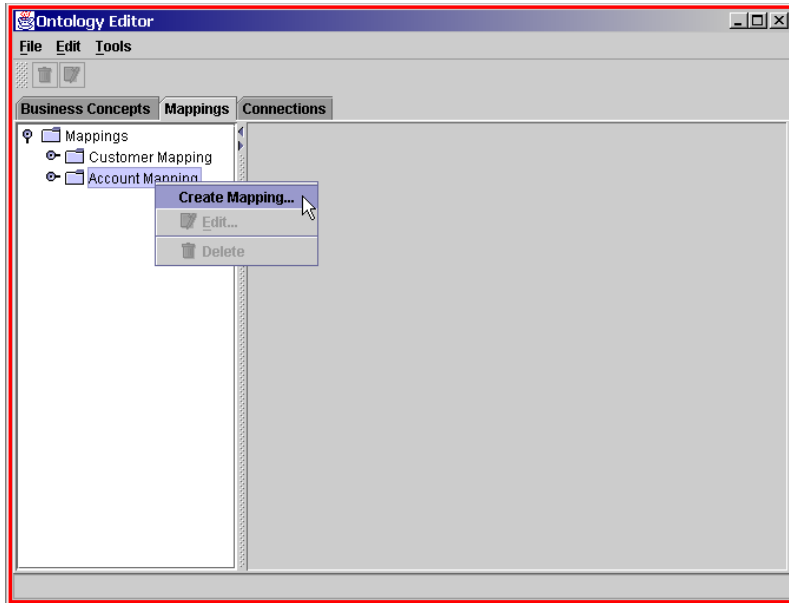 Ontology Editor
File Edit Tools
Business Concepts Mappings Connections
Mappings
Customer Mapping
Account Mapping
Create Mapping...
Edit...
Delete